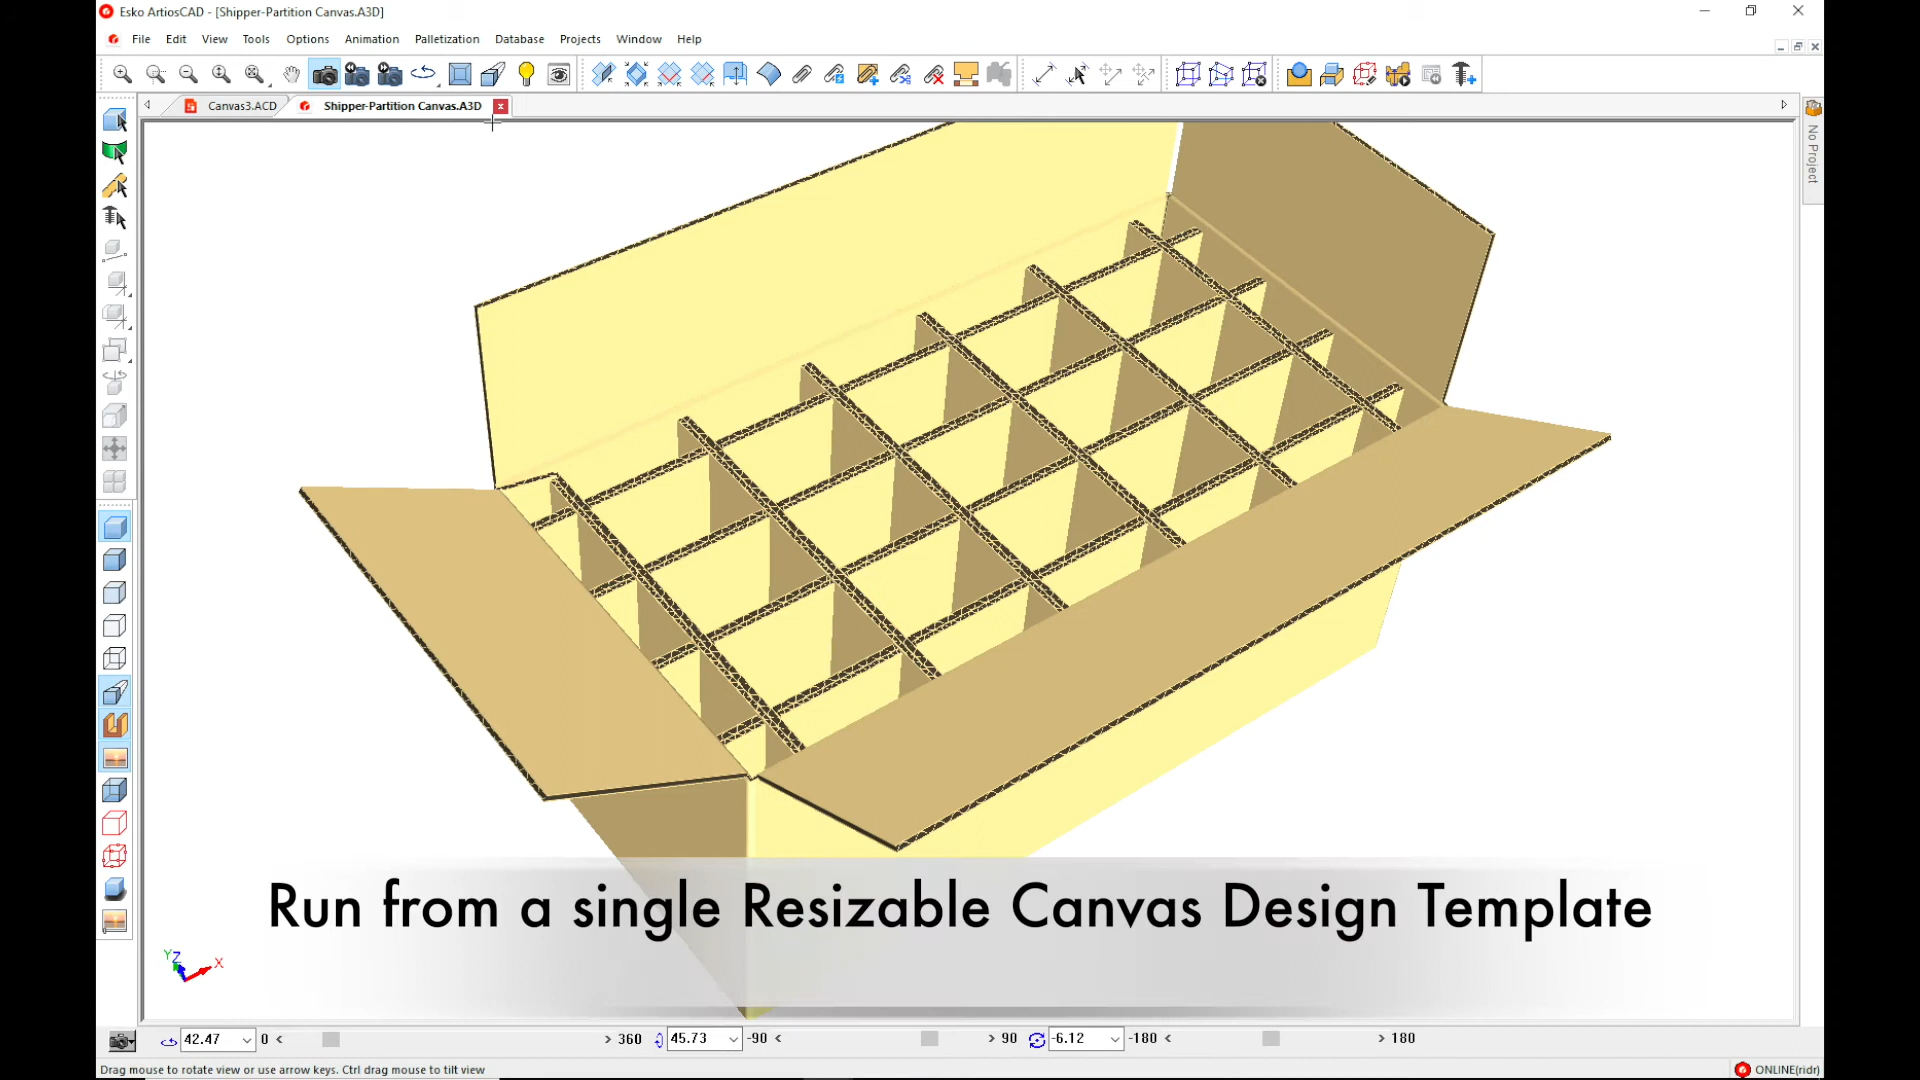 Esko ArtiosCAD - [Shipper-Partition Canvas.A3D]
File Edit View Tools Options Animation Palletization Database Projects Window Help
Canvas3.ACD Shipper-Partition Canvas.A3D
No Project
Run from a single Resizable Canvas Design Template
Y Z X
42.47 0 < > 360 45.73 -90 < > 90 -6.12 -180 < > 180
Drag mouse to rotate view or use arrow keys. Ctrl drag mouse to tilt view ONLINE(ridr)